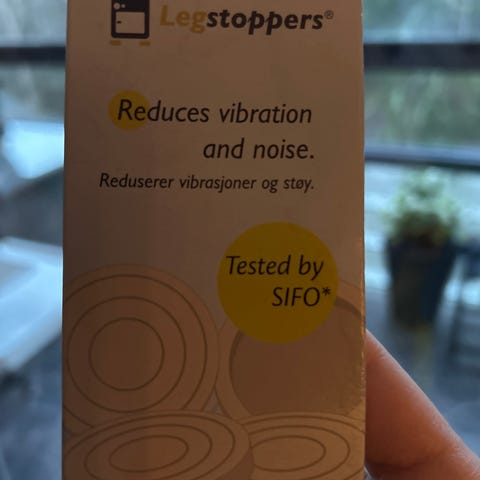 Legstoppers®
Reduces vibration
and noise.
Reduserer vibrasjoner og støy.
Tested by
SIFO*